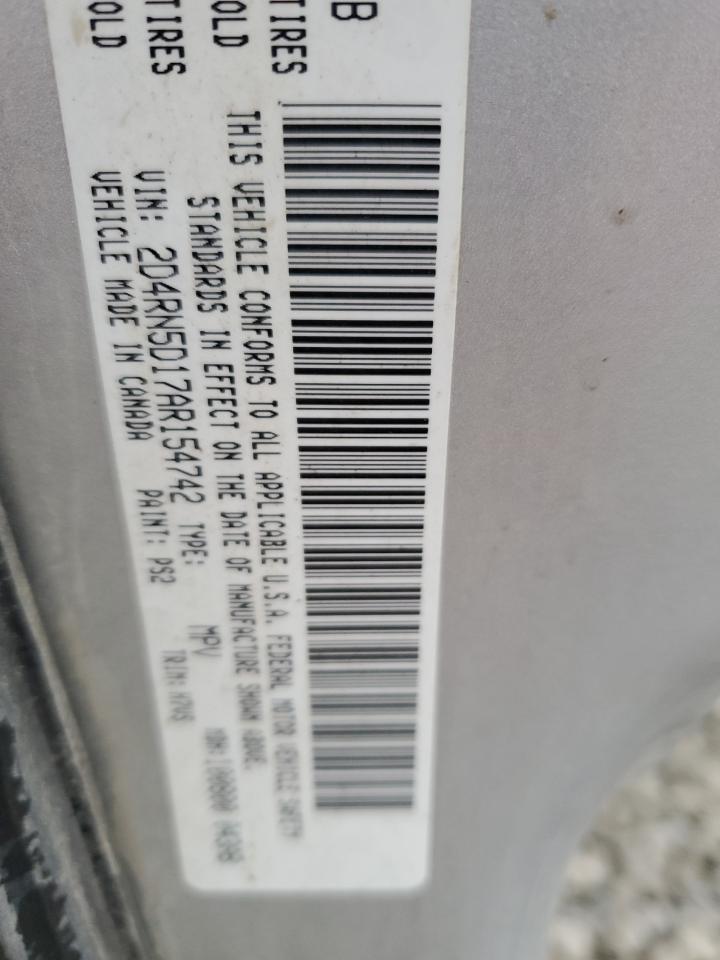 B
TIRES
OLD
TIRES
OLD
THIS VEHICLE CONFORMS TO ALL APPLICABLE U.S.A. FEDERAL MOTOR VEHICLE SAFETY
STANDARDS IN EFFECT ON THE DATE OF MANUFACTURE SHOWN ABOVE.
VIN: 2D4RN5D17AR154742 TYPE: MPV
VEHICLE MADE IN CANADA PAINT: PS2 TRIM: